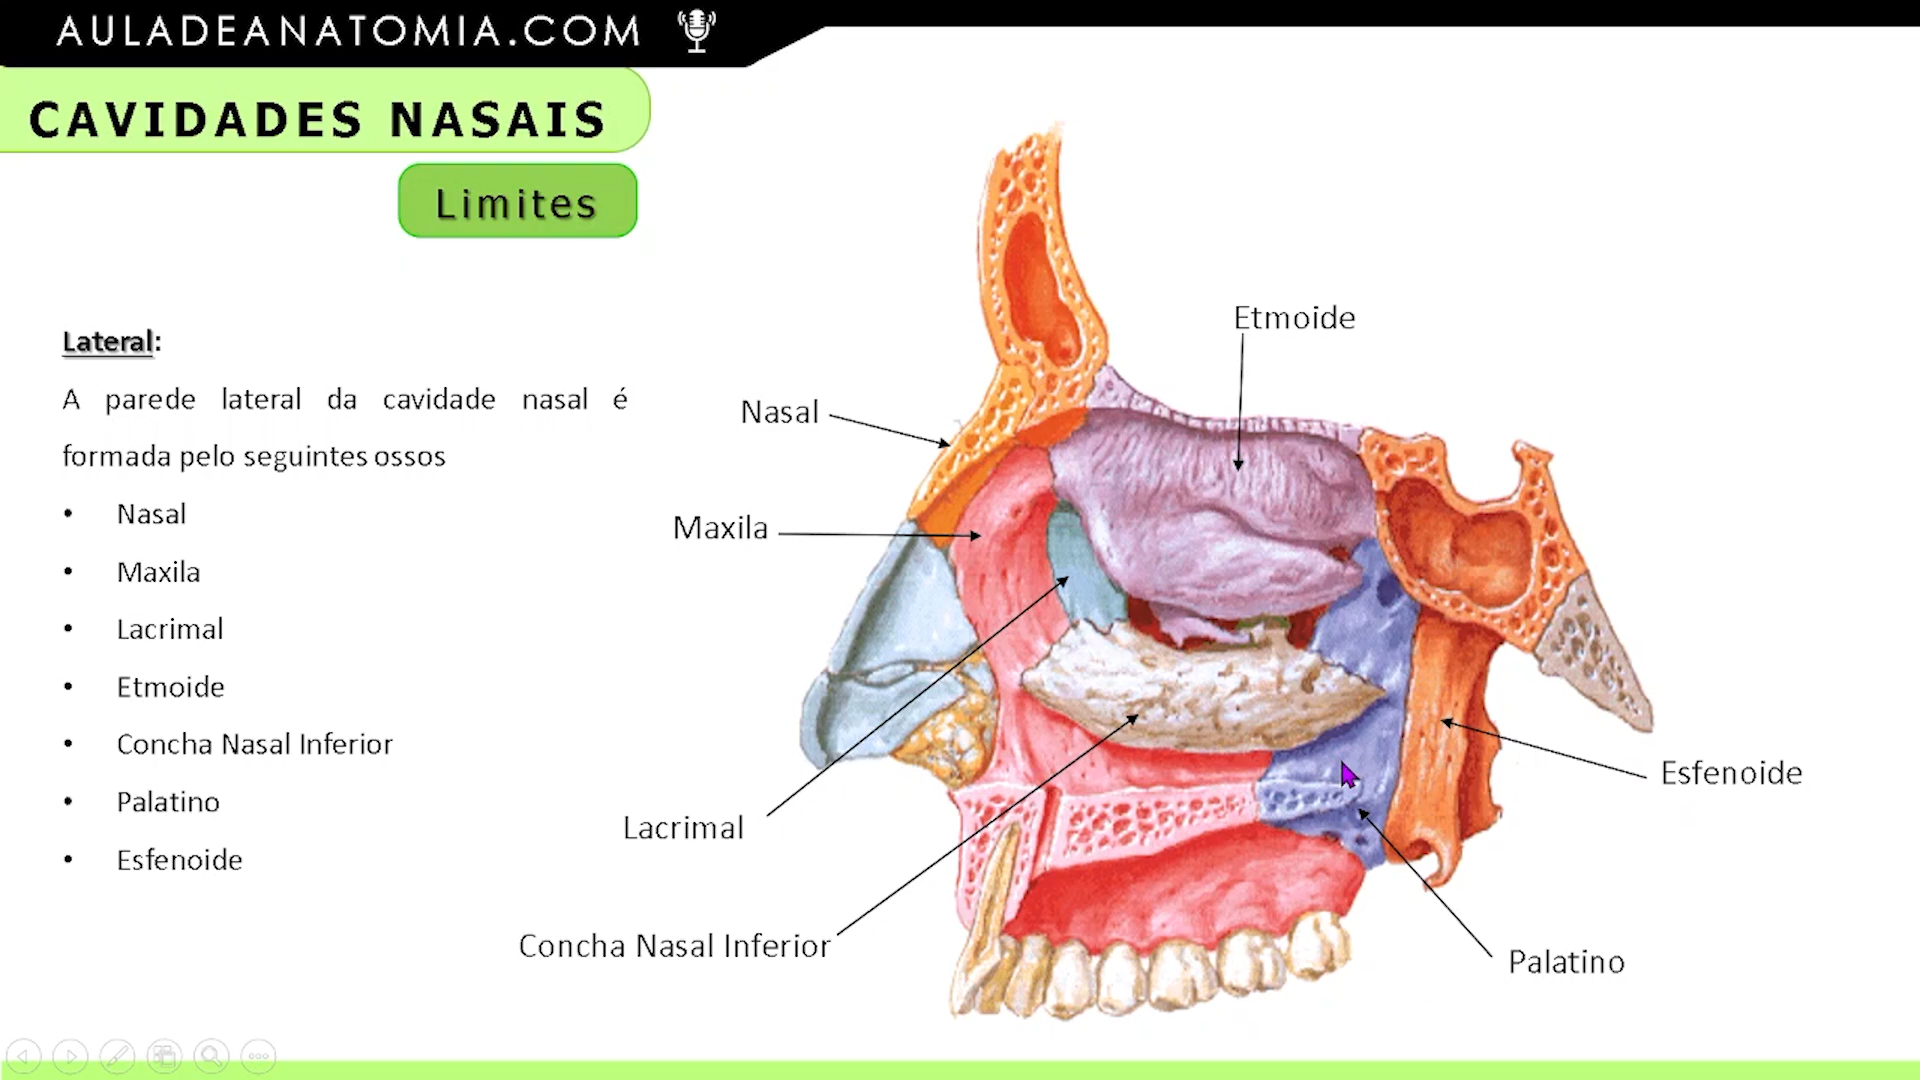 AULADEANATOMIA.COM
CAVIDADES NASAIS
Limites
Lateral:
A parede lateral da cavidade nasal é
formada pelo seguintes ossos
• Nasal
• Maxila
• Lacrimal
• Etmoide
• Concha Nasal Inferior
• Palatino
• Esfenoide
Etmoide
Nasal
Maxila
Esfenoide
Lacrimal
Concha Nasal Inferior
Palatino